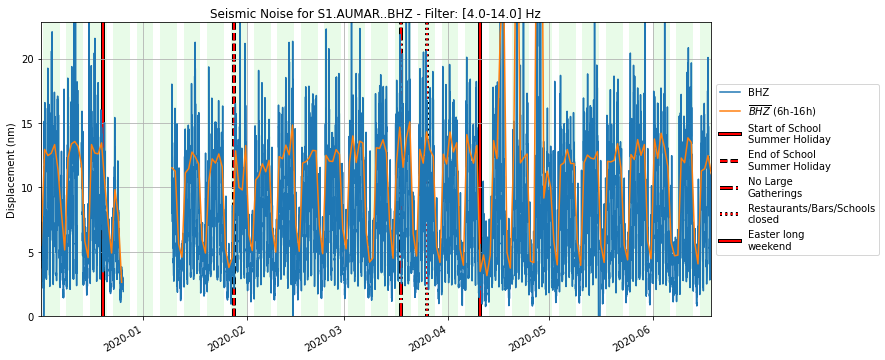 Seismic Noise for S1.AUMAR..BHZ - Filter: [4.0-14.0] Hz
Displacement (nm)
20
15
10
5
0
2020-01
2020-02
2020-03
2020-04
2020-05
2020-06
BHZ
BHZ (6h-16h)
Start of School
Summer Holiday
End of School
Summer Holiday
No Large
Gatherings
Restaurants/Bars/Schools
closed
Easter long
weekend